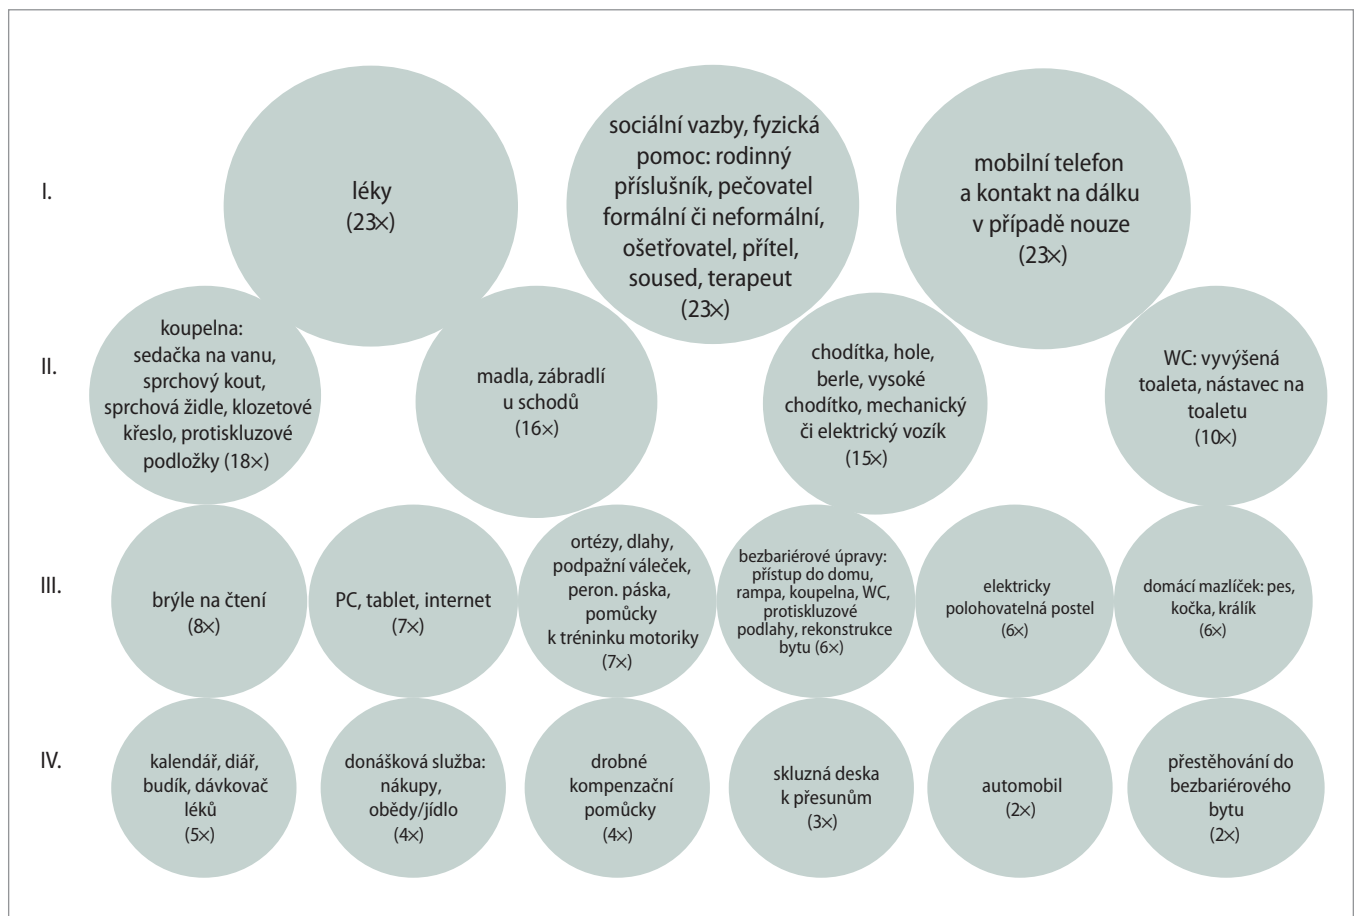 I.
léky
(23×)
sociální vazby, fyzická
pomoc: rodinný
příslušník, pečovatel
formální či neformální,
ošetřovatel, přítel,
soused, terapeut
(23×)
mobilní telefon
a kontakt na dálku
v případě nouze
(23×)
II.
koupelna:
sedačka na vanu,
sprchový kout,
sprchová židle, klozetové
křeslo, protiskluzové
podložky (18×)
madla, zábradlí
u schodů
(16×)
chodítka, hole,
berle, vysoké
chodítko, mechanický
či elektrický vozík
(15×)
WC: vyvýšená
toaleta, nástavec na
toaletu
(10×)
III.
brýle na čtení
(8×)
PC, tablet, internet
(7×)
ortézy, dlahy,
podpažní váleček,
peron. páska,
pomůcky
k tréninku motoriky
(7×)
bezbariérové úpravy:
přístup do domu,
rampa, koupelna, WC,
protiskluzové
podlahy, rekonstrukce
bytu (6×)
elektricky
polohovatelná postel
(6×)
domácí mazlíček: pes,
kočka, králík
(6×)
IV.
kalendář, diář,
budík, dávkovač
léků
(5×)
donášková služba:
nákupy,
obědy/jídlo
(4×)
drobné
kompenzační
pomůcky
(4×)
skluzná deska
k přesunům
(3×)
automobil
(2×)
přestěhování do
bezbariérového
bytu
(2×)